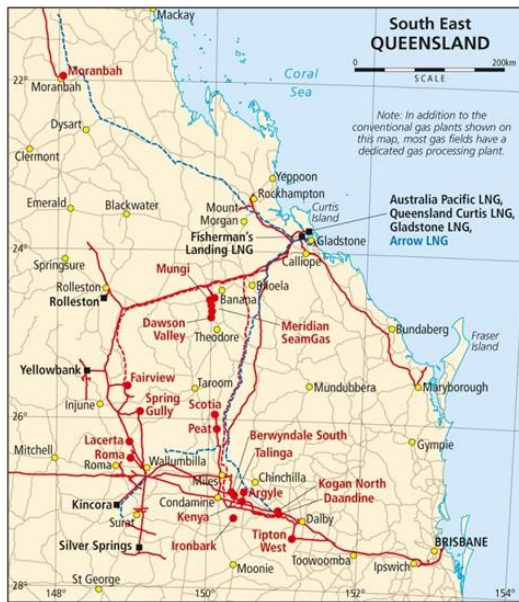 Mackay
South East
QUEENSLAND
0
200km
SCALE
22°
Moranbah
Moranbah
Coral
Sea
Note: In addition to the
conventional gas plants shown on
this map, most gas fields have a
dedicated gas processing plant.
Dysart
Clermont
Yeppoon
Rockhampton
Emerald
Blackwater
Mount
Morgan
Curtis
Island
Australia Pacific LNG,
Queensland Curtis LNG,
Gladstone LNG,
Arrow LNG
Fisherman's
Landing LNG
Gladstone
24°
Calliope
Springsure
Mungi
Rolleston
Rolleston
Biloela
Banana
Dawson
Valley
Meridian
SeamGas
Theodore
Bundaberg
Fraser
Island
Yellowbank
Fairview
Taroom
Mundubbera
Maryborough
Injune
Spring
Gully
Scotia
26°
Peat
Lacerta
Berwyndale South
Talinga
Gympie
Mitchell
Roma
Roma
Wallumbilla
Miles
Chinchilla
Argyle
Kogan North
Daandine
Kincora
Condamine
Surat
Kenya
Dalby
Silver Springs
Ironbark
Tipton
West
BRISBANE
Moonie
Toowoomba
Ipswich
St George
28°
148°
150°
152°
154°